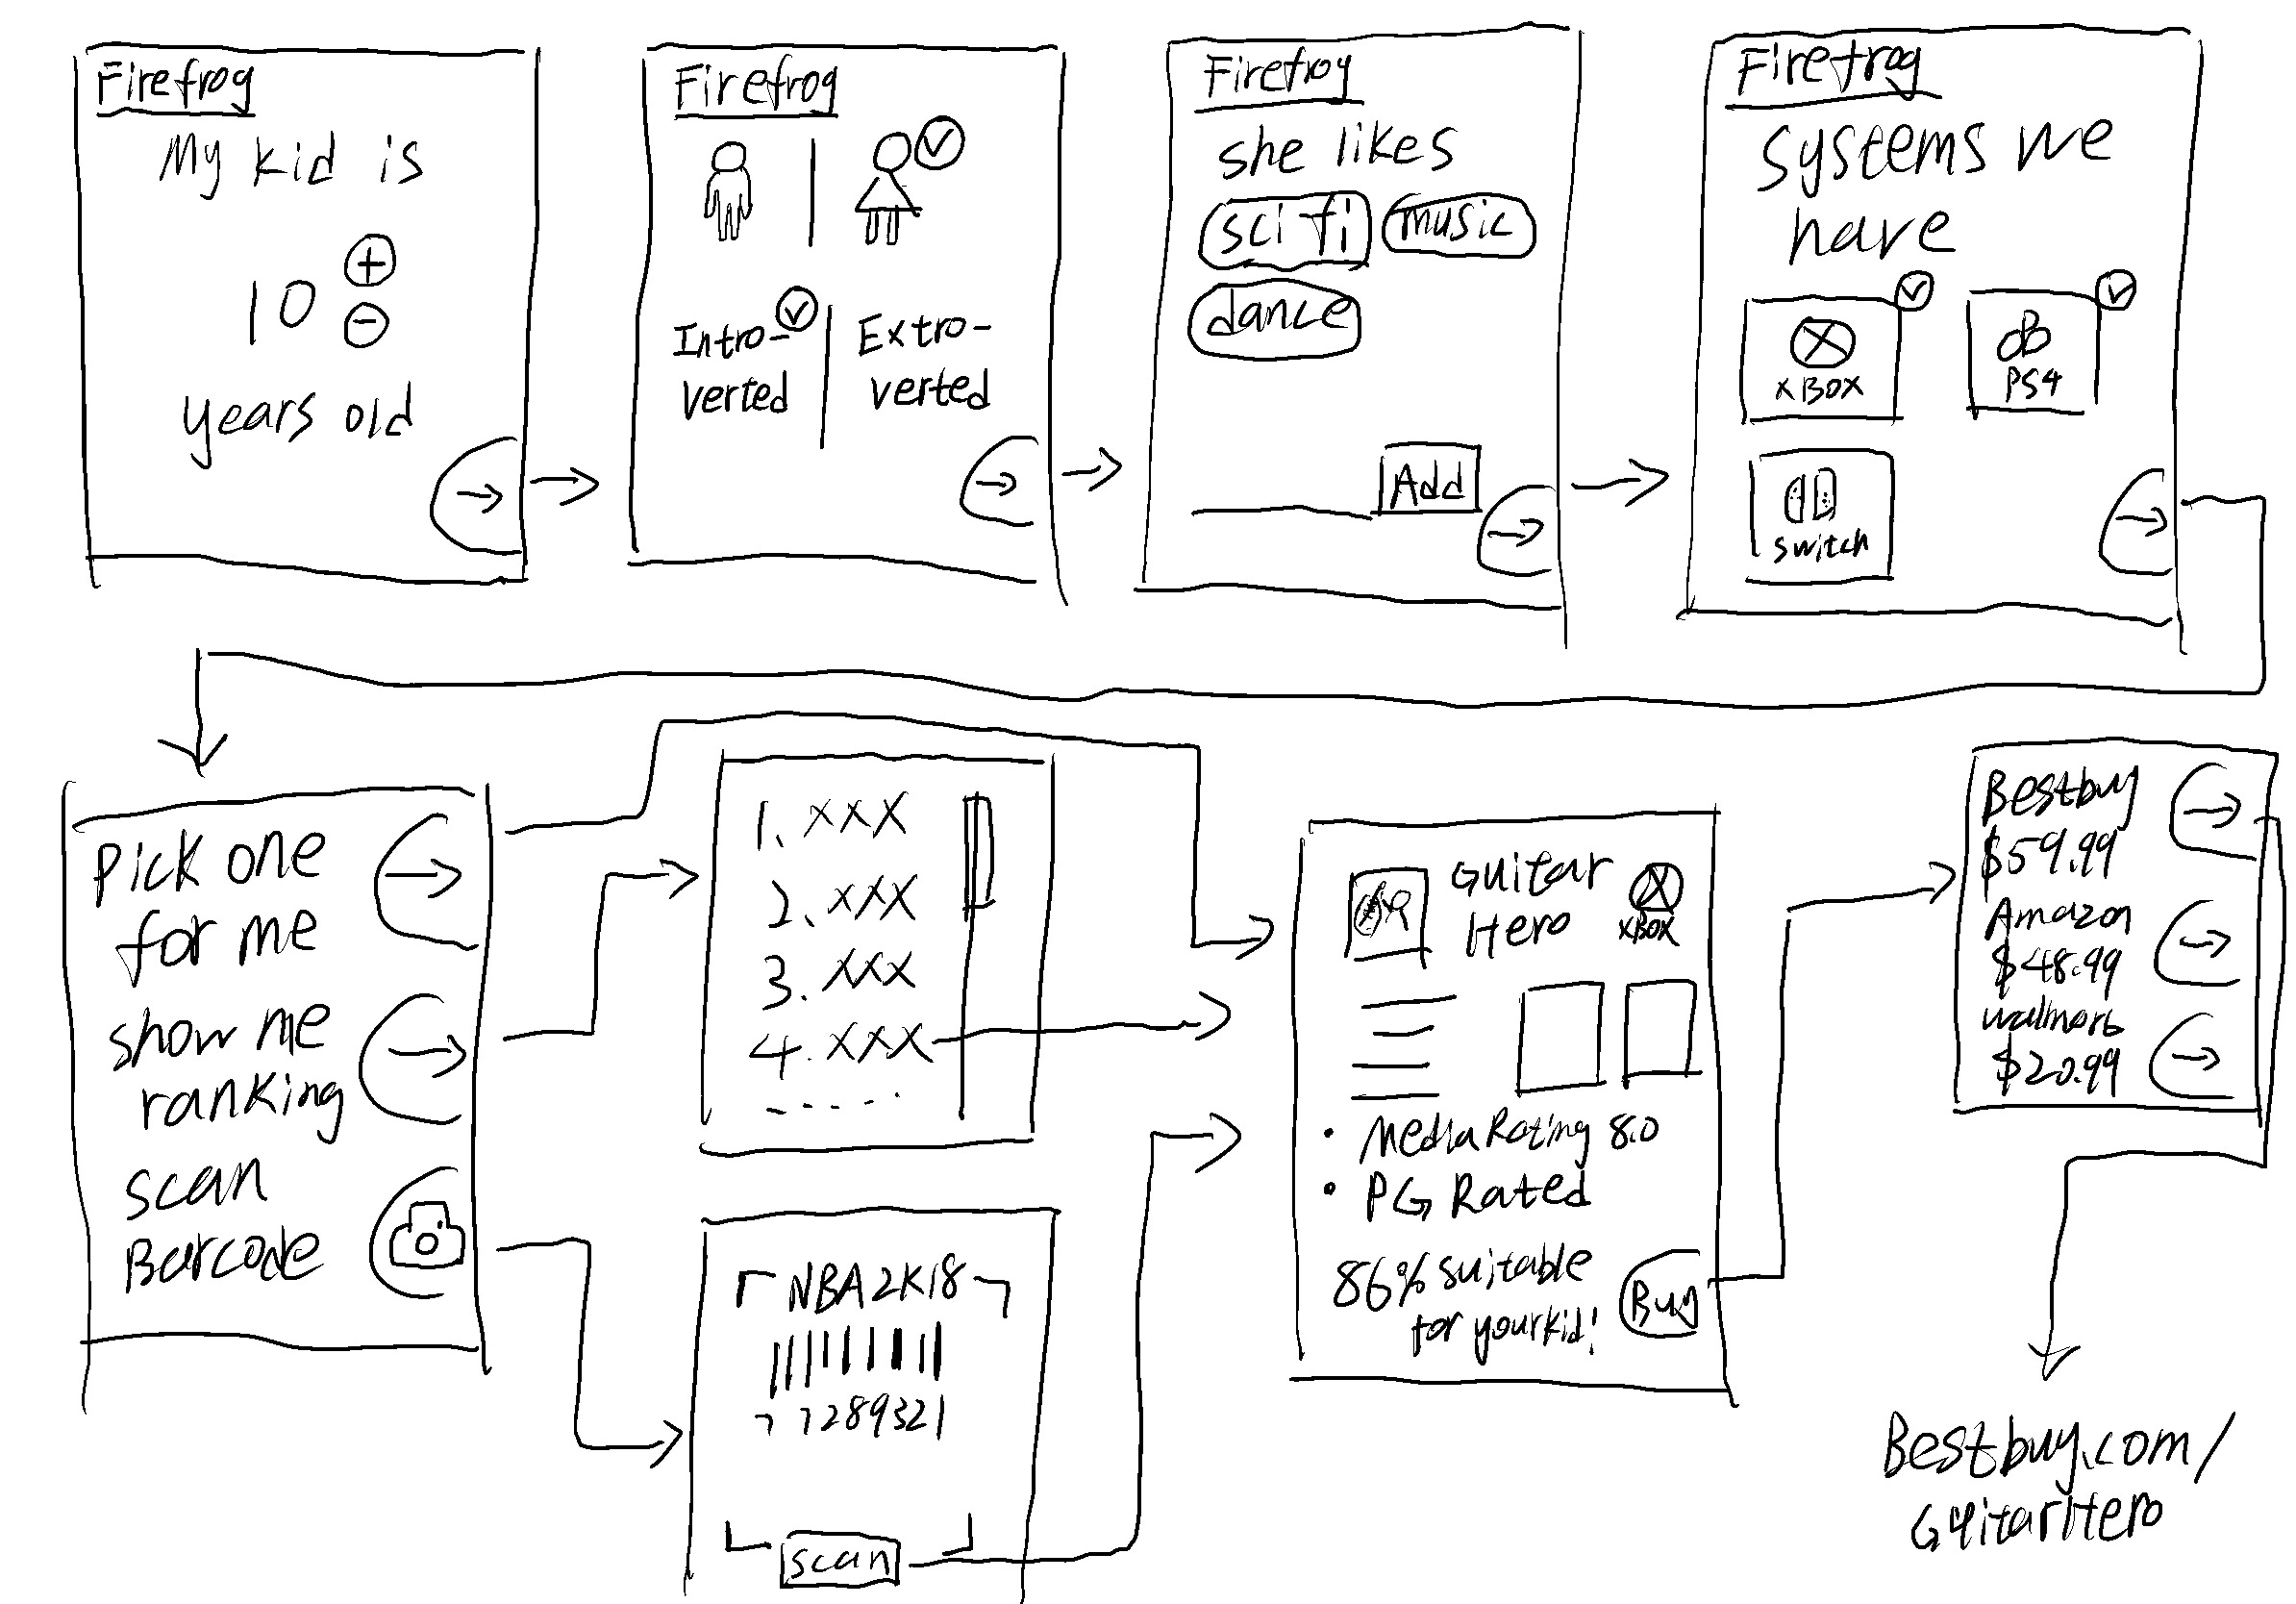 Firefrog
My kid is
10 + -
years old
Firefrog
Intro-
verted
Extro-
verted
Firefrog
she likes
sci fi music
dance
Add
Firefrog
systems we
have
XBOX
PS4
switch
Pick one
for me
show me
ranking
scan
Barcode
1. XXX
2. XXX
3. XXX
4. XXX
NBA2K18
7 7289321
scan
Guitar
Hero
XBOX
• Media Rating 8.0
• PG Rated
86% suitable
for your kid!
Buy
Bestbuy
$59.99
Amazon
$48.99
walmart
$20.99
Bestbuy.com/
GuitarHero